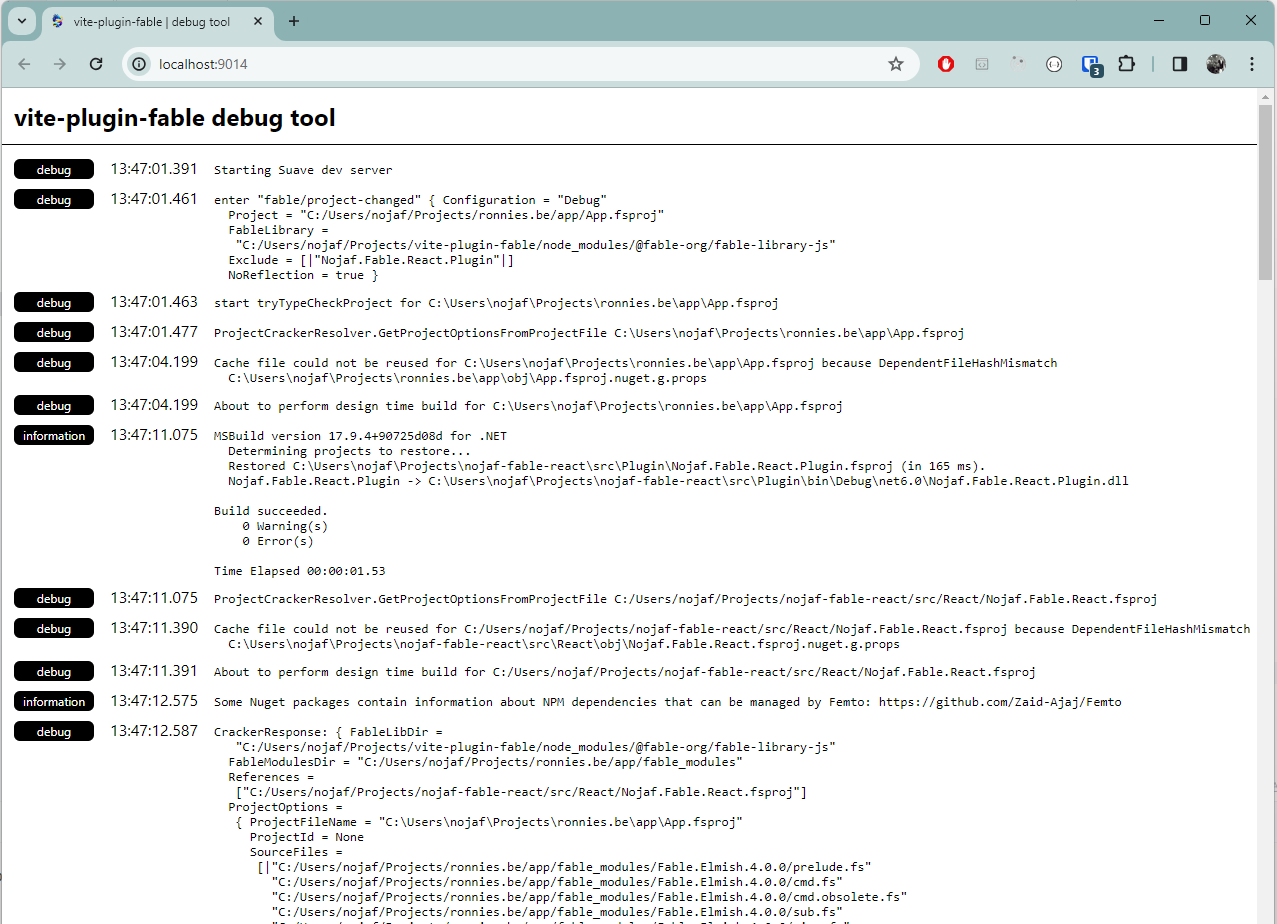 vite-plugin-fable | debug tool
localhost:9014
3
vite-plugin-fable debug tool
debug 13:47:01.391 Starting Suave dev server
debug 13:47:01.461 enter "fable/project-changed" { Configuration = "Debug"
Project = "C:/Users/nojaf/Projects/ronnies.be/app/App.fsproj"
FableLibrary =
"C:/Users/nojaf/Projects/vite-plugin-fable/node_modules/@fable-org/fable-library-js"
Exclude = [|"Nojaf.Fable.React.Plugin"|]
NoReflection = true }
debug 13:47:01.463 start tryTypeCheckProject for C:\Users\nojaf\Projects\ronnies.be\app\App.fsproj
debug 13:47:01.477 ProjectCrackerResolver.GetProjectOptionsFromProjectFile C:\Users\nojaf\Projects\ronnies.be\app\App.fsproj
debug 13:47:04.199 Cache file could not be reused for C:\Users\nojaf\Projects\ronnies.be\app\App.fsproj because DependentFileHashMismatch
C:\Users\nojaf\Projects\ronnies.be\app\obj\App.fsproj.nuget.g.props
debug 13:47:04.199 About to perform design time build for C:\Users\nojaf\Projects\ronnies.be\app\App.fsproj
information 13:47:11.075 MSBuild version 17.9.4+90725d08d for .NET
Determining projects to restore...
Restored C:\Users\nojaf\Projects\nojaf-fable-react\src\Plugin\Nojaf.Fable.React.Plugin.fsproj (in 165 ms).
Nojaf.Fable.React.Plugin -> C:\Users\nojaf\Projects\nojaf-fable-react\src\Plugin\bin\Debug\net6.0\Nojaf.Fable.React.Plugin.dll
Build succeeded.
0 Warning(s)
0 Error(s)
Time Elapsed 00:00:01.53
debug 13:47:11.075 ProjectCrackerResolver.GetProjectOptionsFromProjectFile C:/Users/nojaf/Projects/nojaf-fable-react/src/React/Nojaf.Fable.React.fsproj
debug 13:47:11.390 Cache file could not be reused for C:/Users/nojaf/Projects/nojaf-fable-react/src/React/Nojaf.Fable.React.fsproj because DependentFileHashMismatch
C:\Users\nojaf\Projects\nojaf-fable-react\src\React\obj\Nojaf.Fable.React.fsproj.nuget.g.props
debug 13:47:11.391 About to perform design time build for C:/Users/nojaf/Projects/nojaf-fable-react/src/React/Nojaf.Fable.React.fsproj
information 13:47:12.575 Some Nuget packages contain information about NPM dependencies that can be managed by Femto: https://github.com/Zaid-Ajaj/Femto
debug 13:47:12.587 CrackerResponse: { FableLibDir =
"C:/Users/nojaf/Projects/vite-plugin-fable/node_modules/@fable-org/fable-library-js"
FableModulesDir = "C:/Users/nojaf/Projects/ronnies.be/app/fable_modules"
References =
["C:/Users/nojaf/Projects/nojaf-fable-react/src/React/Nojaf.Fable.React.fsproj"]
ProjectOptions =
{ ProjectFileName = "C:\Users\nojaf\Projects\ronnies.be\app\App.fsproj"
ProjectId = None
SourceFiles =
[|"C:/Users/nojaf/Projects/ronnies.be/app/fable_modules/Fable.Elmish.4.0.0/prelude.fs"
"C:/Users/nojaf/Projects/ronnies.be/app/fable_modules/Fable.Elmish.4.0.0/cmd.fs"
"C:/Users/nojaf/Projects/ronnies.be/app/fable_modules/Fable.Elmish.4.0.0/cmd.obsolete.fs"
"C:/Users/nojaf/Projects/ronnies.be/app/fable_modules/Fable.Elmish.4.0.0/sub.fs"